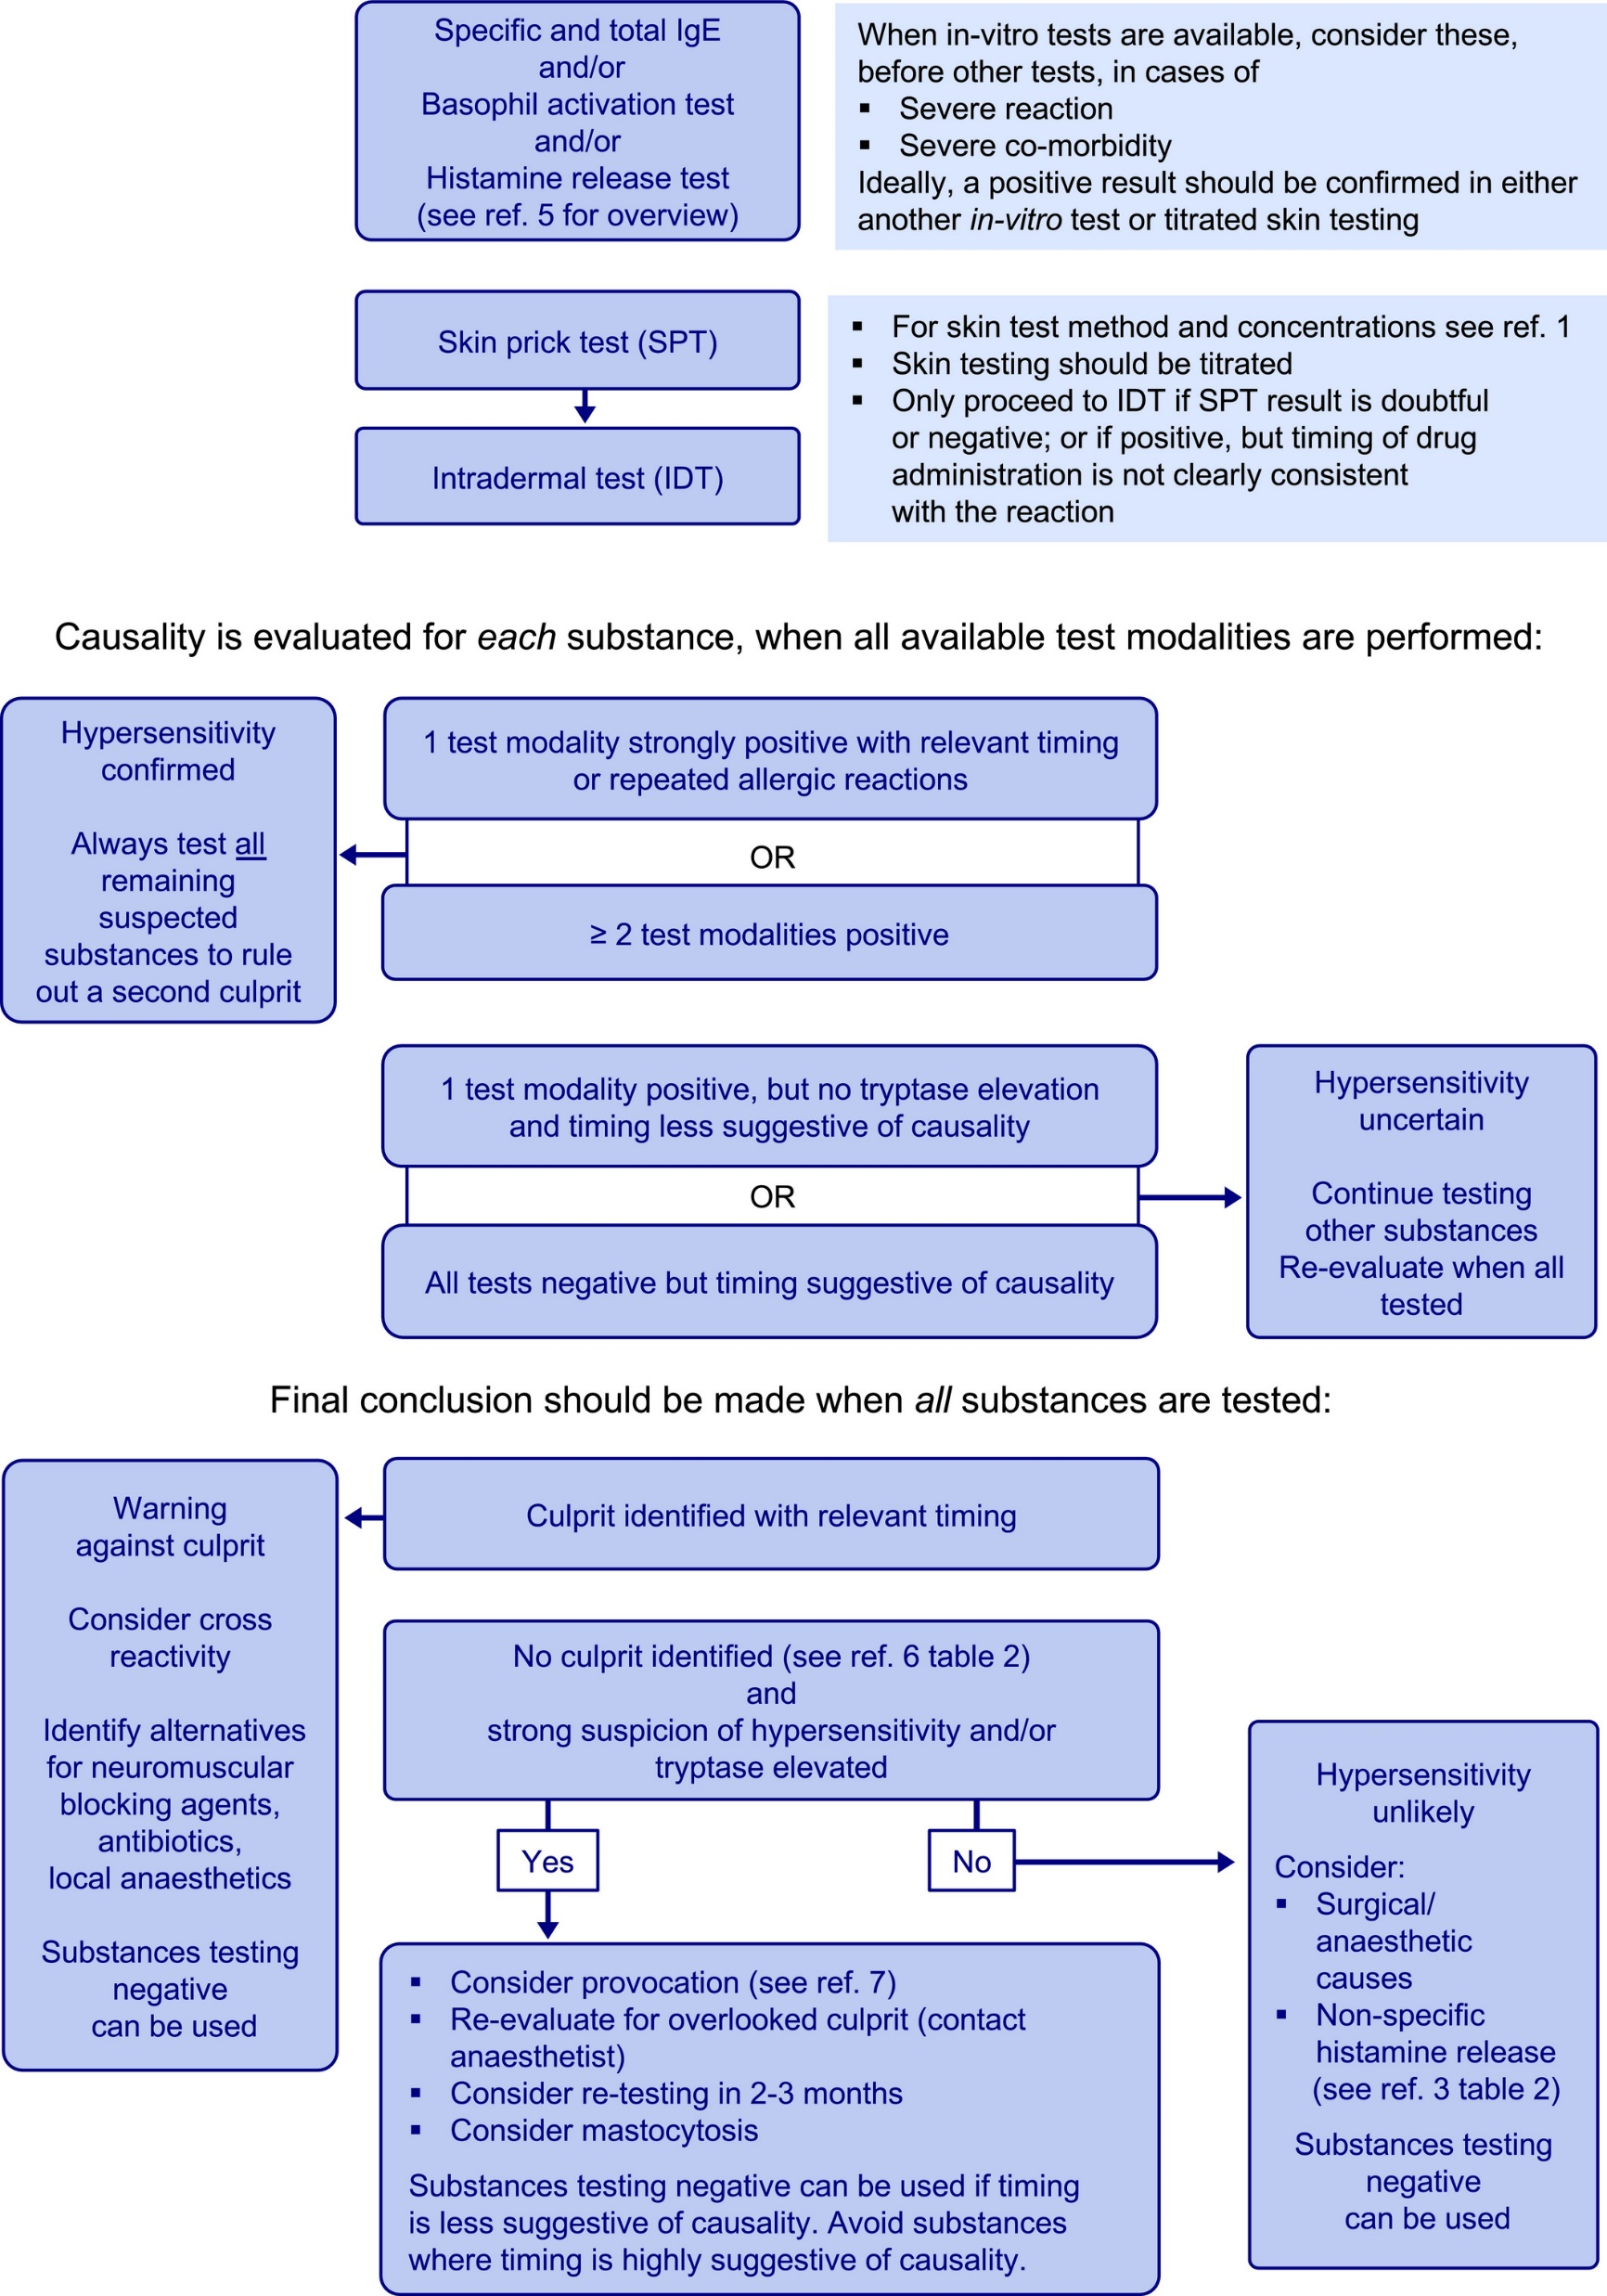 Specific and total IgE
and/or
Basophil activation test
and/or
Histamine release test
(see ref. 5 for overview)
When in-vitro tests are available, consider these,
before other tests, in cases of
▪ Severe reaction
▪ Severe co-morbidity
Ideally, a positive result should be confirmed in either
another in-vitro test or titrated skin testing
Skin prick test (SPT)
Intradermal test (IDT)
▪ For skin test method and concentrations see ref. 1
▪ Skin testing should be titrated
▪ Only proceed to IDT if SPT result is doubtful
or negative; or if positive, but timing of drug
administration is not clearly consistent
with the reaction
Causality is evaluated for each substance, when all available test modalities are performed:
Hypersensitivity
confirmed
Always test all
remaining
suspected
substances to rule
out a second culprit
1 test modality strongly positive with relevant timing
or repeated allergic reactions
OR
≥ 2 test modalities positive
1 test modality positive, but no tryptase elevation
and timing less suggestive of causality
OR
All tests negative but timing suggestive of causality
Hypersensitivity
uncertain
Continue testing
other substances
Re-evaluate when all
tested
Final conclusion should be made when all substances are tested:
Warning
against culprit
Consider cross
reactivity
Identify alternatives
for neuromuscular
blocking agents,
antibiotics,
local anaesthetics
Substances testing
negative
can be used
Culprit identified with relevant timing
No culprit identified (see ref. 6 table 2)
and
strong suspicion of hypersensitivity and/or
tryptase elevated
Yes
No
▪ Consider provocation (see ref. 7)
▪ Re-evaluate for overlooked culprit (contact
anaesthetist)
▪ Consider re-testing in 2-3 months
▪ Consider mastocytosis
Substances testing negative can be used if timing
is less suggestive of causality. Avoid substances
where timing is highly suggestive of causality.
Hypersensitivity
unlikely
Consider:
▪ Surgical/
anaesthetic
causes
▪ Non-specific
histamine release
(see ref. 3 table 2)
Substances testing
negative
can be used